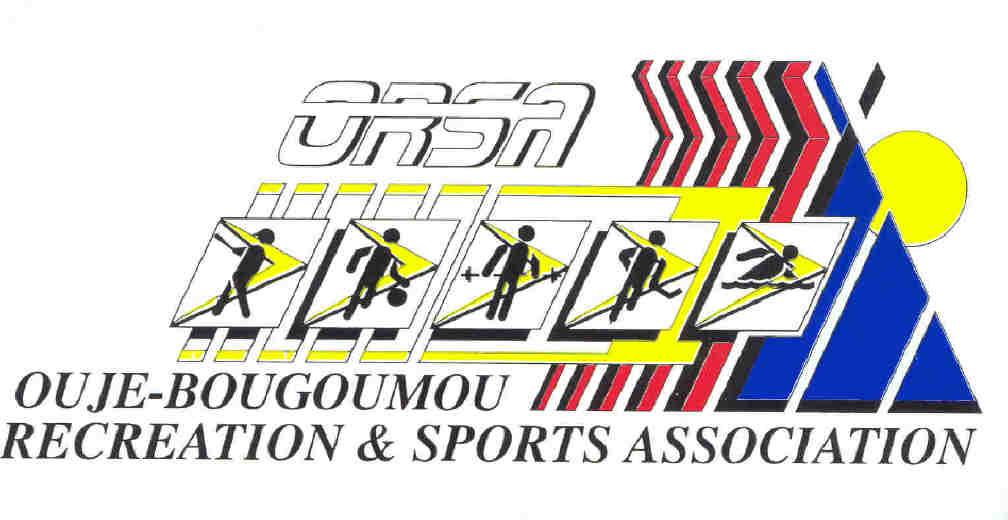 ORSA
OUJE-BOUGOUMOU
RECREATION & SPORTS ASSOCIATION